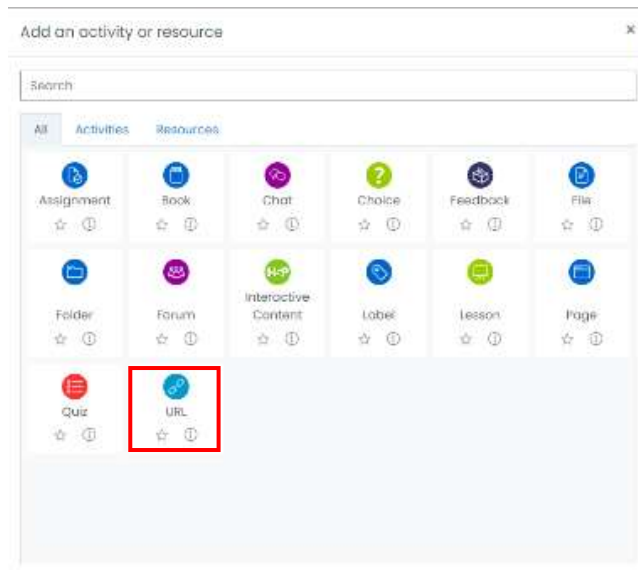 Add an activity or resource
×
Search
All Activities Resources
Assignment Book Chat Choice Feedback File
Folder Forum H-P Interactive Content Label Lesson Page
Quiz URL